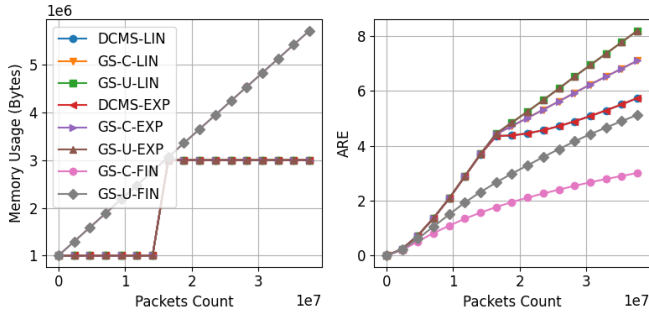 1e6
Memory Usage (Bytes)
5
4
3
2
1
DCMS-LIN
GS-C-LIN
GS-U-LIN
DCMS-EXP
GS-C-EXP
GS-U-EXP
GS-C-FIN
GS-U-FIN
0 1 2 3
Packets Count 1e7
ARE
8
6
4
2
0
0 1 2 3
Packets Count 1e7